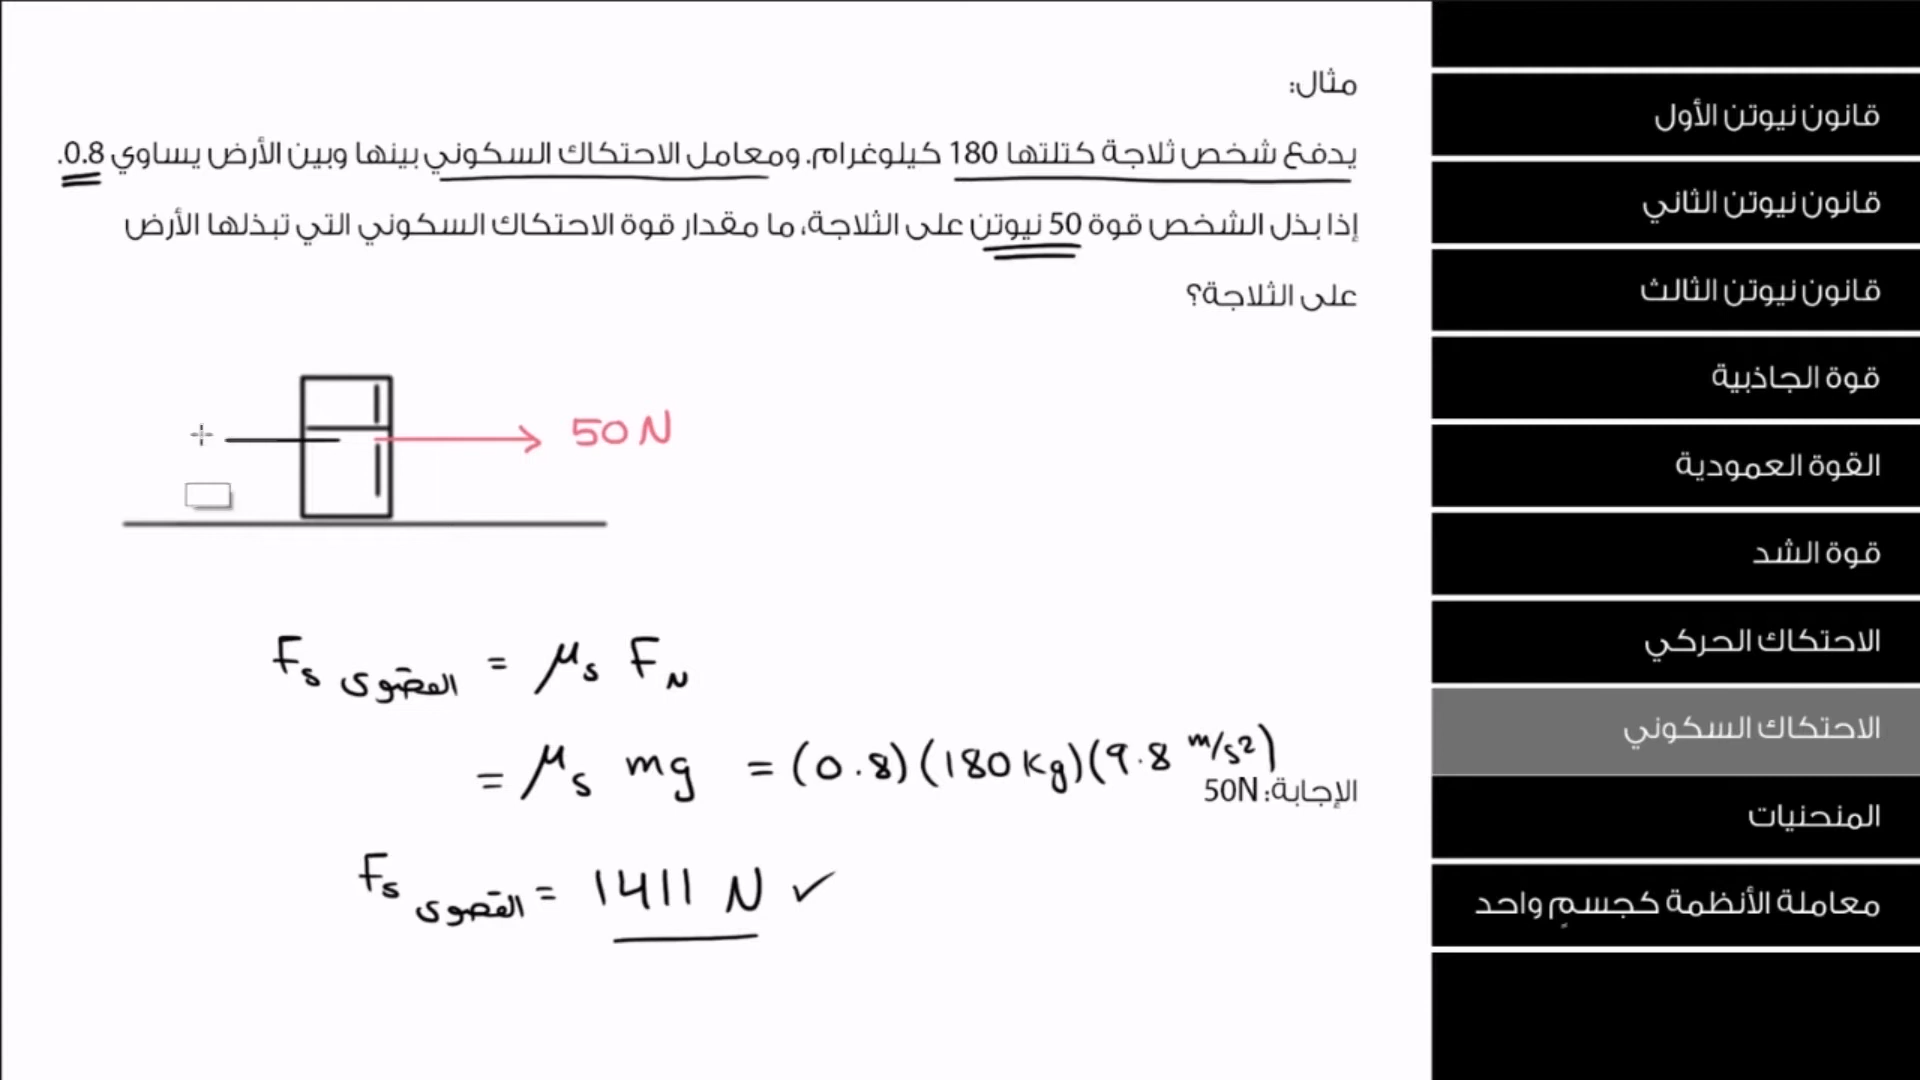 مثال:
يدفع شخص ثلاجة كتلتها 180 كيلوغرام. ومعامل الاحتكاك السكوني بينها وبين الأرض يساوي 0.8.
إذا بذل الشخص قوة 50 نيوتن على الثلاجة، ما مقدار قوة الاحتكاك السكوني التي تبذلها الأرض
على الثلاجة؟
50 N
Fs القصوى = μs FN
= μs mg = (0.8)(180 kg)(9.8 m/s²)
الإجابة: 50N
Fs القصوى = 1411 N ✓
قانون نيوتن الأول
قانون نيوتن الثاني
قانون نيوتن الثالث
قوة الجاذبية
القوة العمودية
قوة الشد
الاحتكاك الحركي
الاحتكاك السكوني
المنحنيات
معاملة الأنظمة كجسمٍ واحد